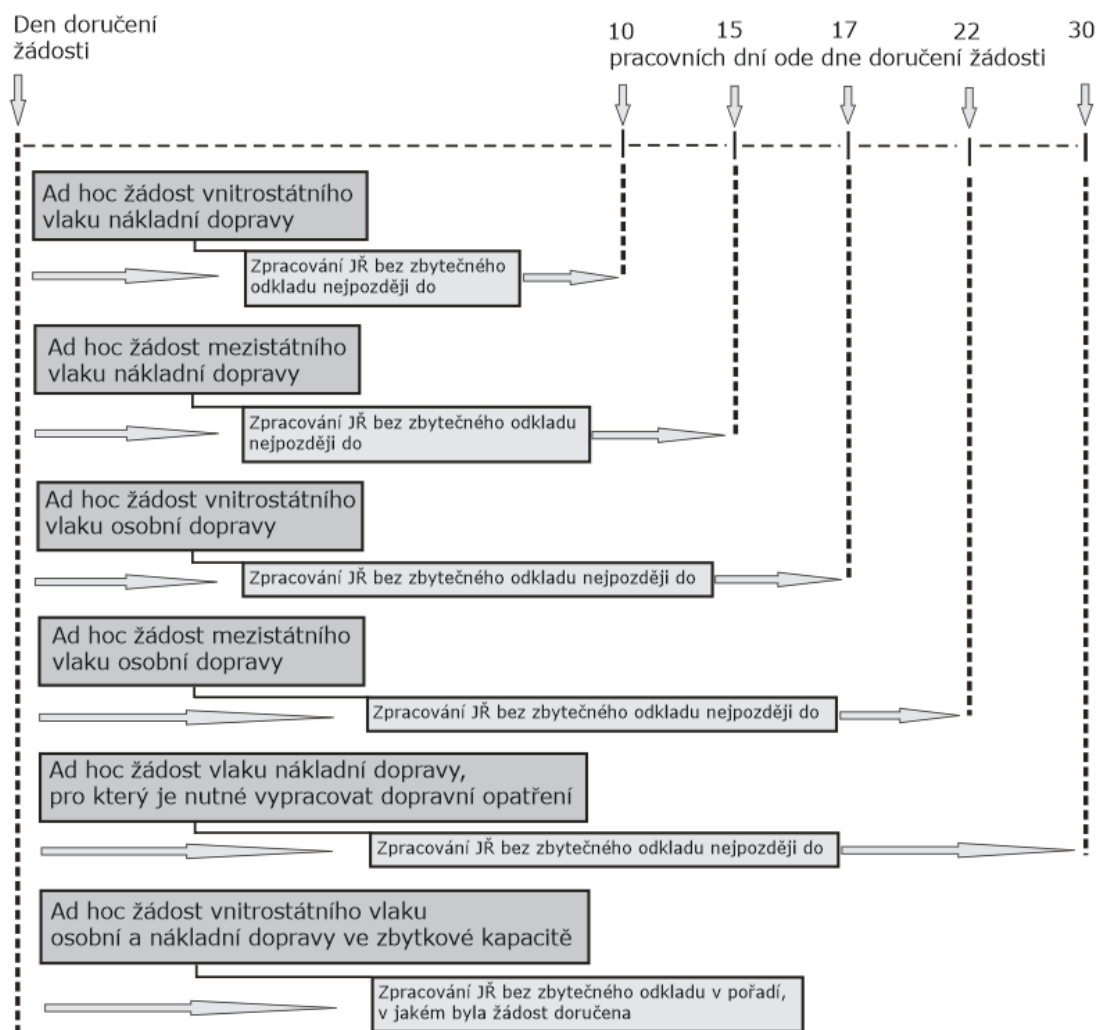 Den doručení
žádosti
10 15 17 22 30
pracovních dní ode dne doručení žádosti
Ad hoc žádost vnitrostátního
vlaku nákladní dopravy
Zpracování JŘ bez zbytečného
odkladu nejpozději do
Ad hoc žádost mezistátního
vlaku nákladní dopravy
Zpracování JŘ bez zbytečného odkladu
nejpozději do
Ad hoc žádost vnitrostátního
vlaku osobní dopravy
Zpracování JŘ bez zbytečného odkladu nejpozději do
Ad hoc žádost mezistátního
vlaku osobní dopravy
Zpracování JŘ bez zbytečného odkladu nejpozději do
Ad hoc žádost vlaku nákladní dopravy,
pro který je nutné vypracovat dopravní opatření
Zpracování JŘ bez zbytečného odkladu nejpozději do
Ad hoc žádost vnitrostátního vlaku
osobní a nákladní dopravy ve zbytkové kapacitě
Zpracování JŘ bez zbytečného odkladu v pořadí,
v jakém byla žádost doručena